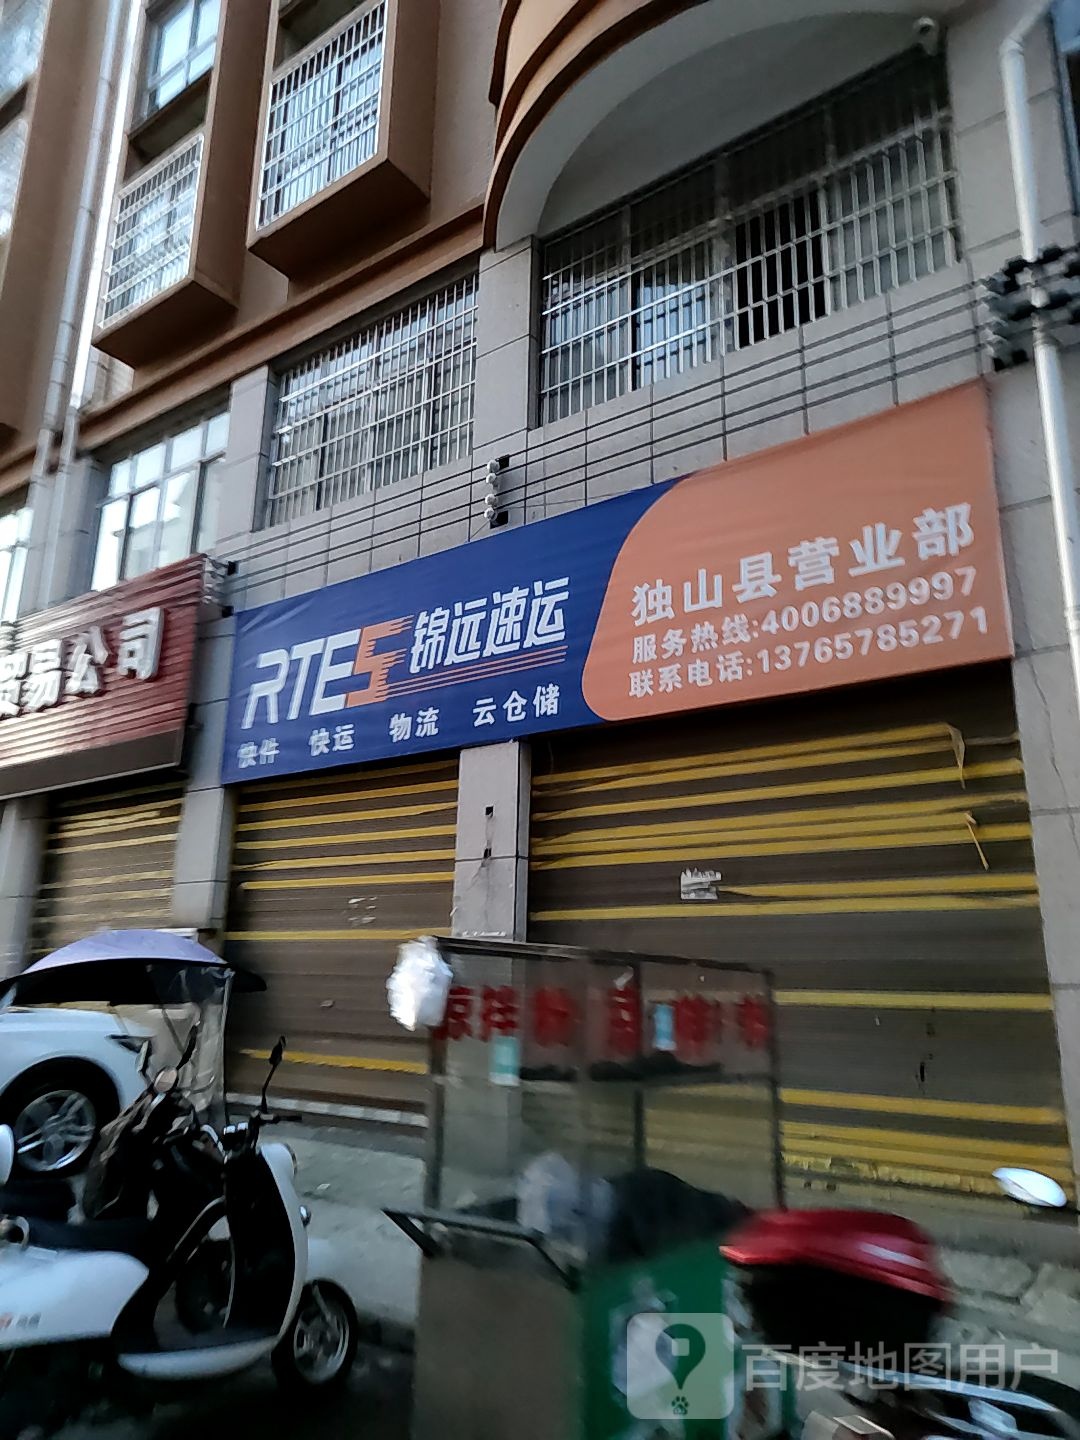 贸易公司
RTES 锦远速运
快件 快运 物流 云仓储
独山县营业部
服务热线:4006889997
联系电话:13765785271
凉拌
百度地图用户